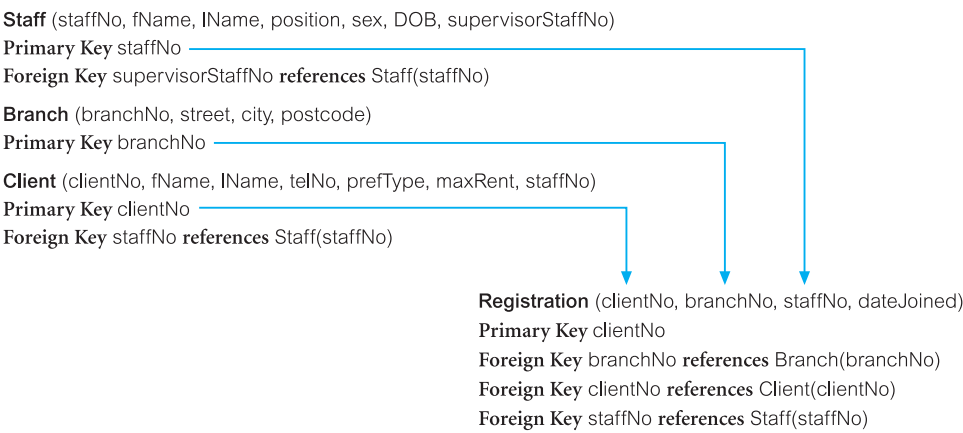 Staff (staffNo, fName, lName, position, sex, DOB, supervisorStaffNo)
Primary Key staffNo
Foreign Key supervisorStaffNo references Staff(staffNo)
Branch (branchNo, street, city, postcode)
Primary Key branchNo
Client (clientNo, fName, lName, telNo, prefType, maxRent, staffNo)
Primary Key clientNo
Foreign Key staffNo references Staff(staffNo)
Registration (clientNo, branchNo, staffNo, dateJoined)
Primary Key clientNo
Foreign Key branchNo references Branch(branchNo)
Foreign Key clientNo references Client(clientNo)
Foreign Key staffNo references Staff(staffNo)